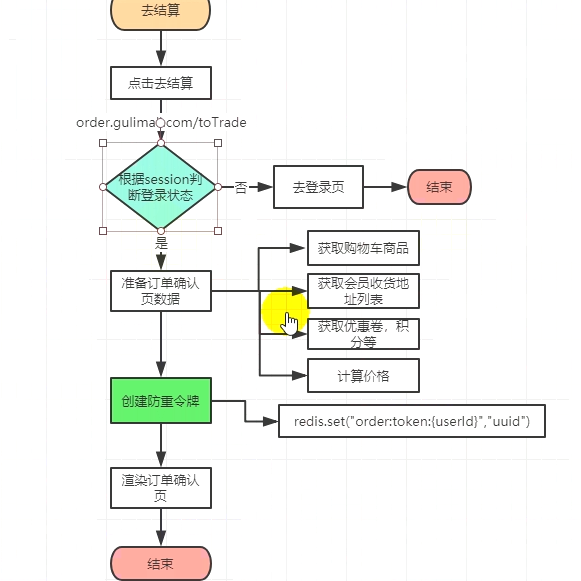 去结算
点击去结算
order.gulimall.com/toTrade
根据session判
断登录状态
否
去登录页
结束
是
准备订单确认
页数据
获取购物车商品
获取会员收货地
址列表
获取优惠卷，积
分等
计算价格
创建防重令牌
redis.set("order:token:{userId}","uuid")
渲染订单确认
页
结束